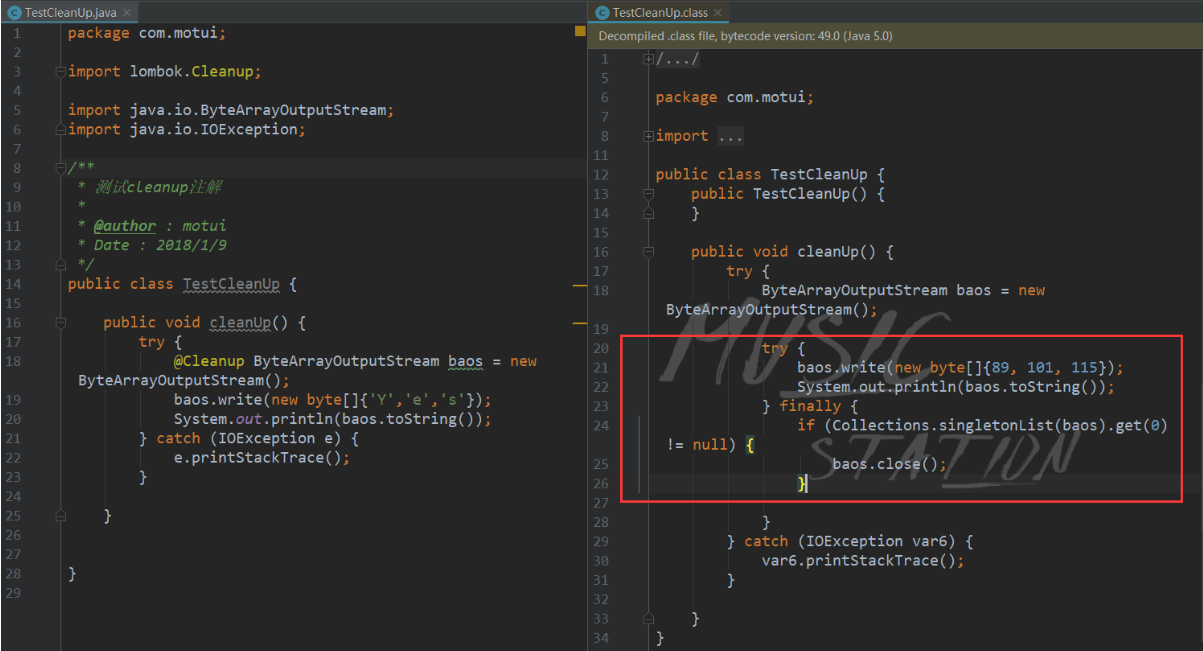 TestCleanUp.java ×
1 package com.motui;
2
3 import lombok.Cleanup;
4
5 import java.io.ByteArrayOutputStream;
6 import java.io.IOException;
7
8 /**
9 * 测试cleanup注解
10 *
11 * @author : motui
12 * Date : 2018/1/9
13 */
14 public class TestCleanUp {
15
16 public void cleanUp() {
17 try {
18 @Cleanup ByteArrayOutputStream baos = new
ByteArrayOutputStream();
19 baos.write(new byte[]{'Y','e','s'});
20 System.out.println(baos.toString());
21 } catch (IOException e) {
22 e.printStackTrace();
23 }
24
25 }
26
27
28 }
29
TestCleanUp.class ×
Decompiled .class file, bytecode version: 49.0 (Java 5.0)
1 /.../
5
6 package com.motui;
7
8 import ...
11
12 public class TestCleanUp {
13 public TestCleanUp() {
14 }
15
16 public void cleanUp() {
17 try {
18 ByteArrayOutputStream baos = new
ByteArrayOutputStream();
19
20 try {
21 baos.write(new byte[]{89, 101, 115});
22 System.out.println(baos.toString());
23 } finally {
24 if (Collections.singletonList(baos).get(0)
!= null) {
25 baos.close();
26 }
27
28 }
29 } catch (IOException var6) {
30 var6.printStackTrace();
31 }
32
33 }
34 }
MUSIC
STATION